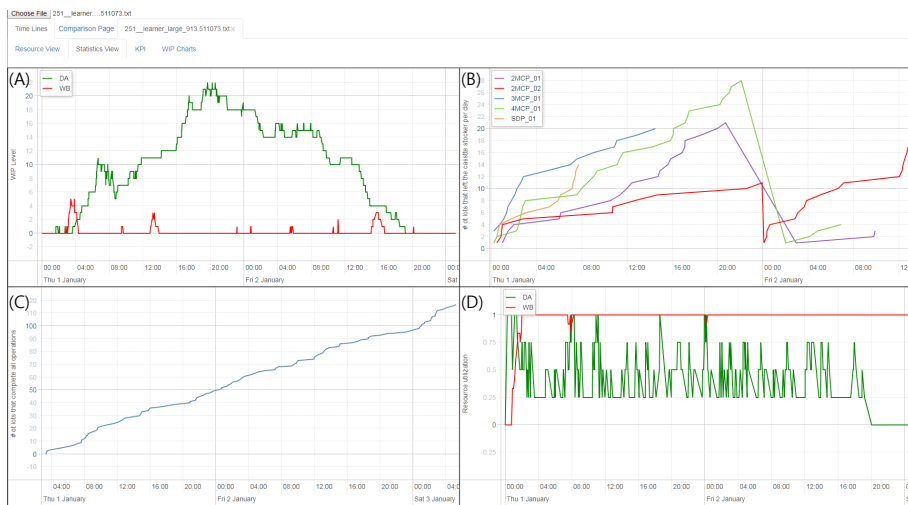 Choose File 251__learner....511073.txt
Time Lines Comparison Page 251__learner_large_913.511073.txt×
Resource View Statistics View KPI WIP Charts
(A)
DA
WB
WIP Level
20
18
16
14
12
10
8
6
4
2
0
-2
00:00 04:00 08:00 12:00 16:00 20:00 00:00 04:00 08:00 12:00 16:00 20:00 00:0
Thu 1 January Fri 2 January Sat
(B)
2MCP_01
2MCP_02
3MCP_01
4MCP_01
SDP_01
# of lots that left the casstte stocker per day
20
18
16
14
12
10
8
6
4
2
0
00:00 04:00 08:00 12:00 16:00 20:00 00:00 04:00 08:00 12:
Thu 1 January Fri 2 January
(C)
# of lots that complete all operations
120
110
100
90
80
70
60
50
40
30
20
10
0
-10
04:00 08:00 12:00 16:00 20:00 00:00 04:00 08:00 12:00 16:00 20:00 00:00 04:0
Thu 1 January Fri 2 January Sat 3 January
(D)
DA
WB
Resource utilization
1
0.75
0.5
0.25
0
-0.25
00:00 04:00 08:00 12:00 16:00 20:00 00:00 04:00 08:00 12:00 16:00 20:00
Thu 1 January Fri 2 January S